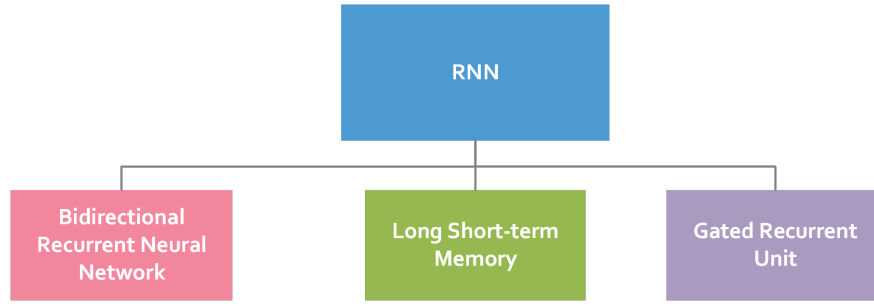 RNN
Bidirectional
Recurrent Neural
Network
Long Short-term
Memory
Gated Recurrent
Unit